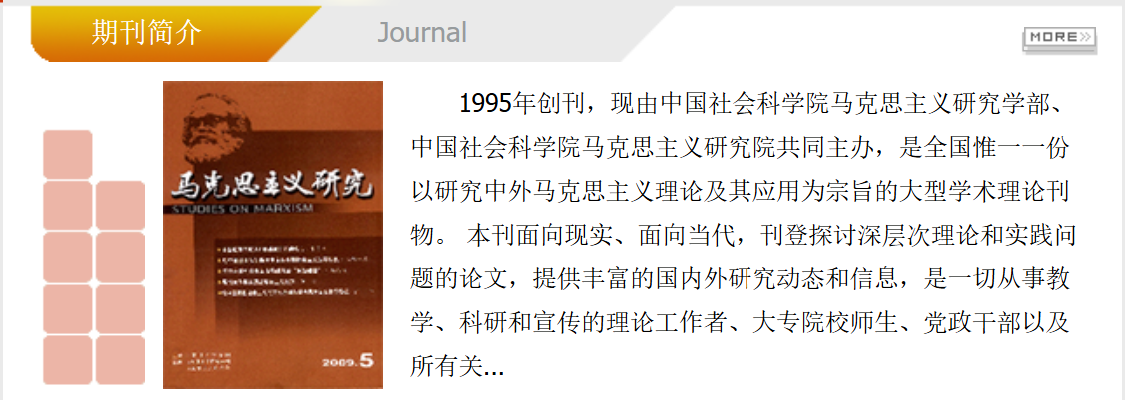 期刊简介
Journal
MORE»
马克思主义研究
STUDIES ON MARXISM
2009.5
1995年创刊，现由中国社会科学院马克思主义研究学部、
中国社会科学院马克思主义研究院共同主办，是全国惟一一份
以研究中外马克思主义理论及其应用为宗旨的大型学术理论刊
物。 本刊面向现实、面向当代，刊登探讨深层次理论和实践问
题的论文，提供丰富的国内外研究动态和信息，是一切从事教
学、科研和宣传的理论工作者、大专院校师生、党政干部以及
所有关...